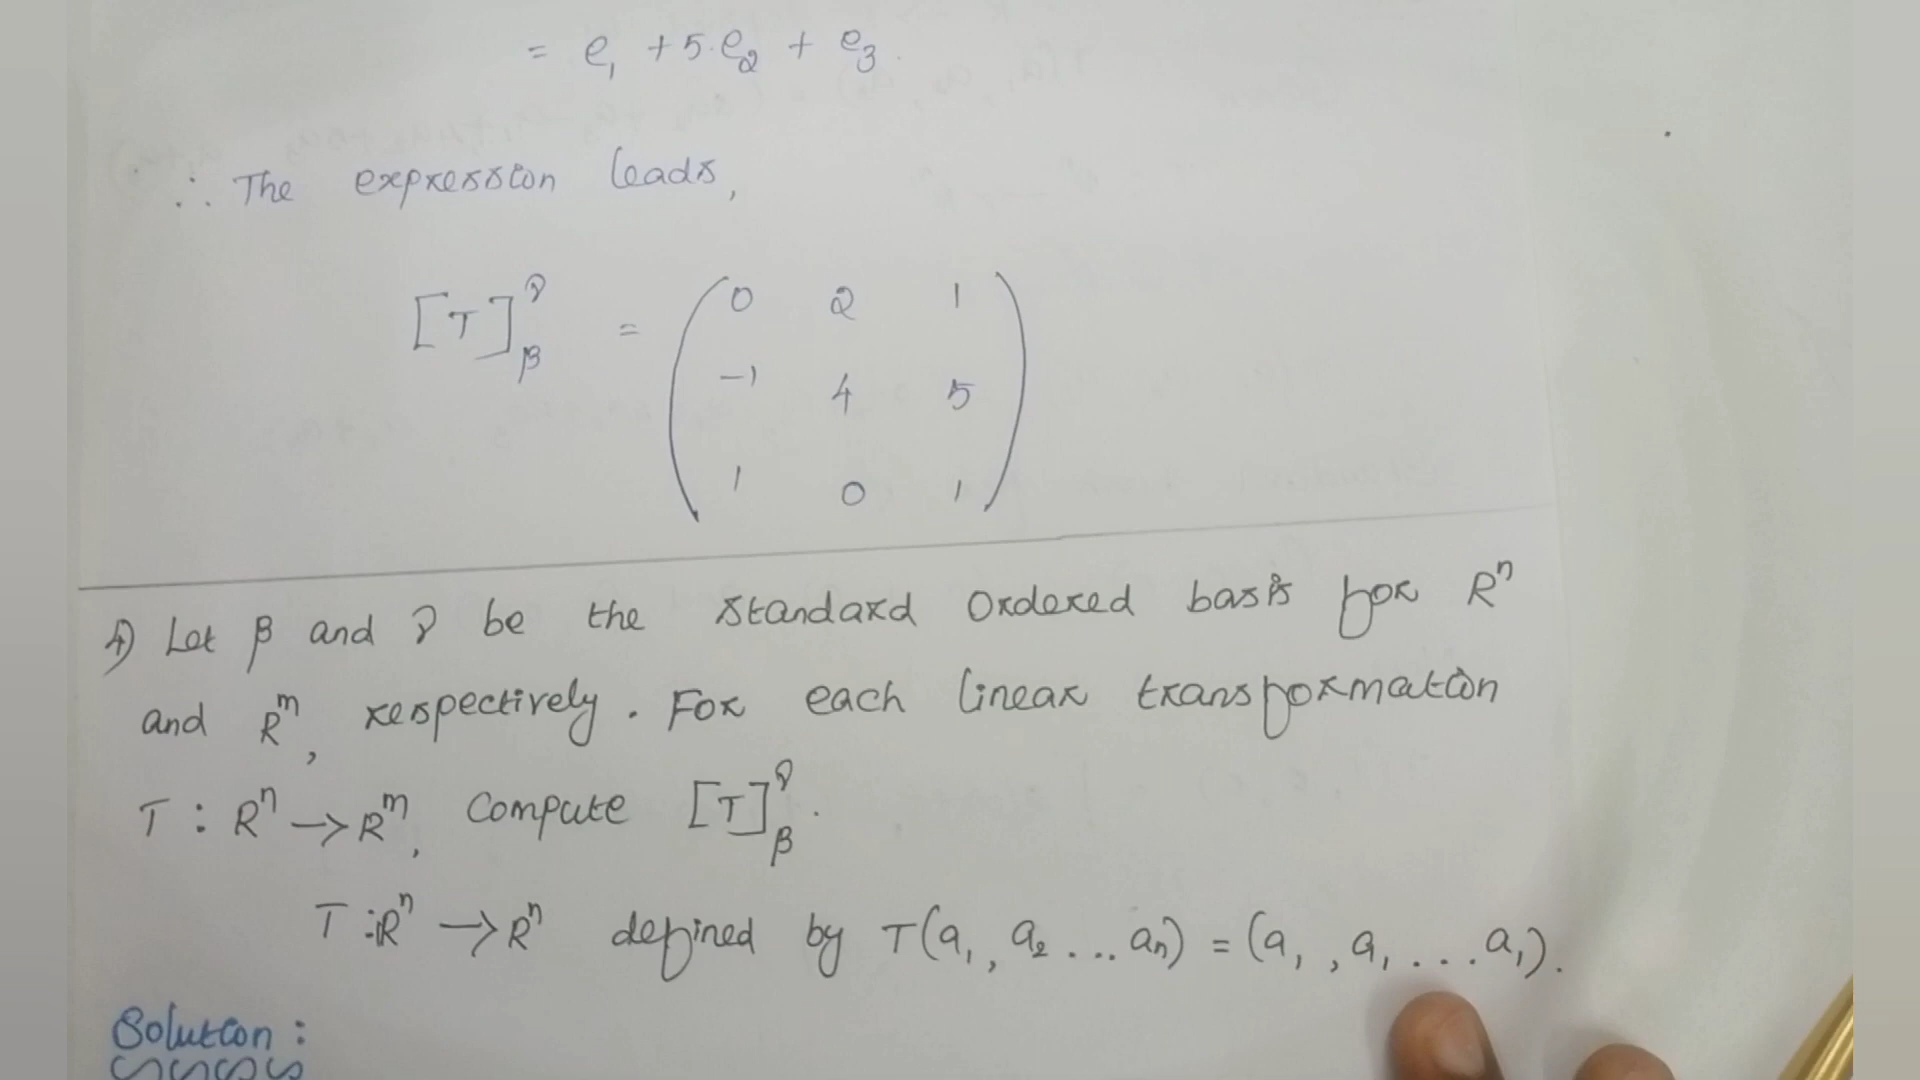 = e₁ + 5.e₂ + e₃.
∴ The expression leads,
[T]ᵞᵦ = ( 0 2 1
-1 4 5
1 0 1 )
4) Let β and γ be the standard ordered basis for Rⁿ
and Rᵐ, respectively. For each linear transformation
T : Rⁿ → Rᵐ, Compute [T]ᵞᵦ.
T : Rⁿ → Rⁿ defined by T(a₁, a₂ ... aₙ) = (a₁, a₁, ... a₁).
Solution :